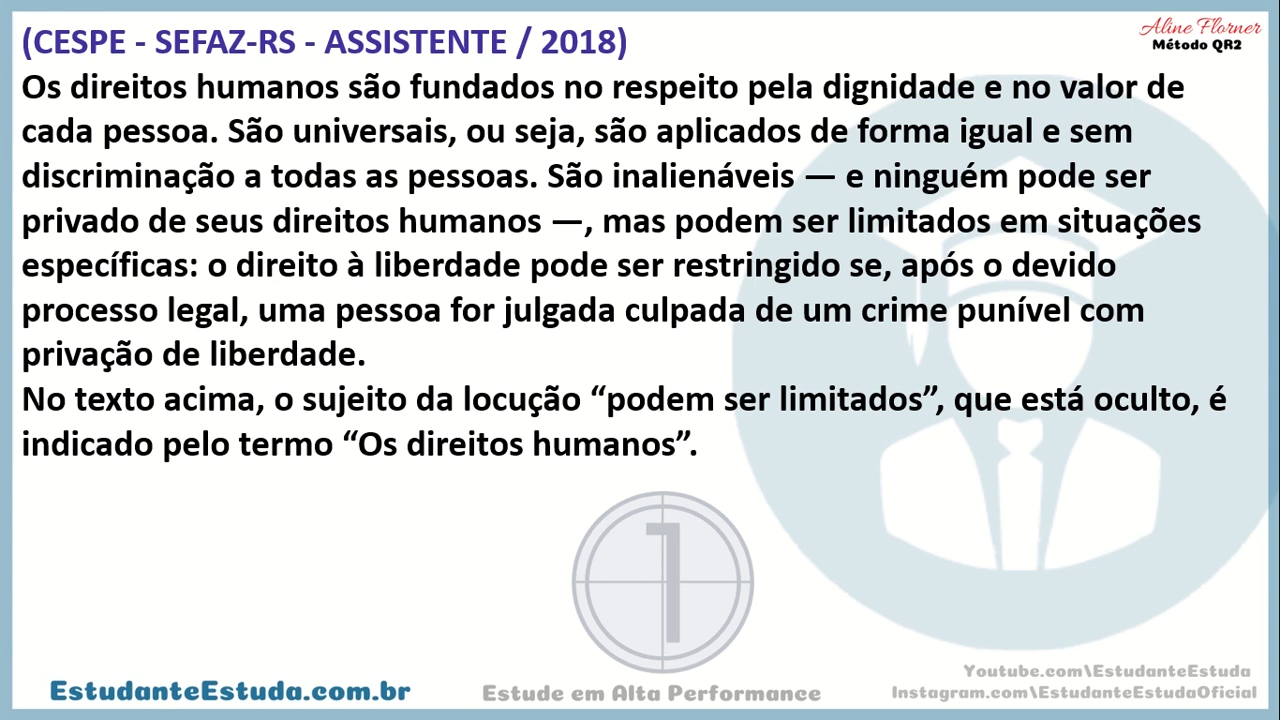 (CESPE - SEFAZ-RS - ASSISTENTE / 2018)
Aline Florner
Método QR2
Os direitos humanos são fundados no respeito pela dignidade e no valor de
cada pessoa. São universais, ou seja, são aplicados de forma igual e sem
discriminação a todas as pessoas. São inalienáveis — e ninguém pode ser
privado de seus direitos humanos —, mas podem ser limitados em situações
específicas: o direito à liberdade pode ser restringido se, após o devido
processo legal, uma pessoa for julgada culpada de um crime punível com
privação de liberdade.
No texto acima, o sujeito da locução “podem ser limitados”, que está oculto, é
indicado pelo termo “Os direitos humanos”.
1
EstudanteEstuda.com.br
Estude em Alta Performance
Youtube.com\EstudanteEstuda
Instagram.com\EstudanteEstudaOficial